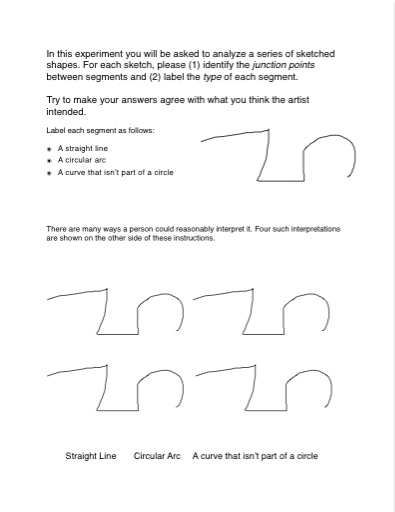 In this experiment you will be asked to analyze a series of sketched
shapes. For each sketch, please (1) identify the junction points
between segments and (2) label the type of each segment.
Try to make your answers agree with what you think the artist
intended.
Label each segment as follows:
✷ A straight line
✷ A circular arc
✷ A curve that isn't part of a circle
There are many ways a person could reasonably interpret it. Four such interpretations
are shown on the other side of these instructions.
Straight Line Circular Arc A curve that isn't part of a circle